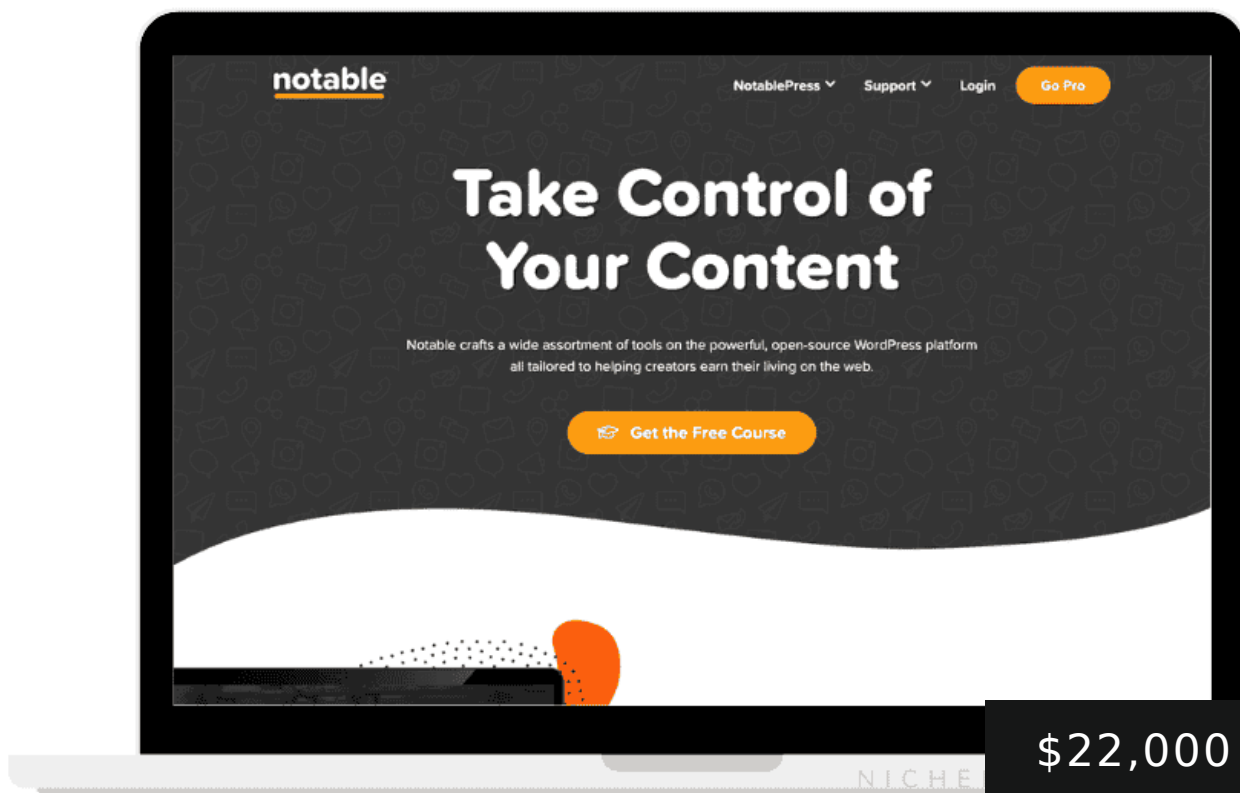 notable
NotablePress
Support
Login
Go Pro
Take Control of
Your Content
Notable crafts a wide assortment of tools on the powerful, open-source WordPress platform
all tailored to helping creators earn their living on the web.
Get the Free Course
$22,000